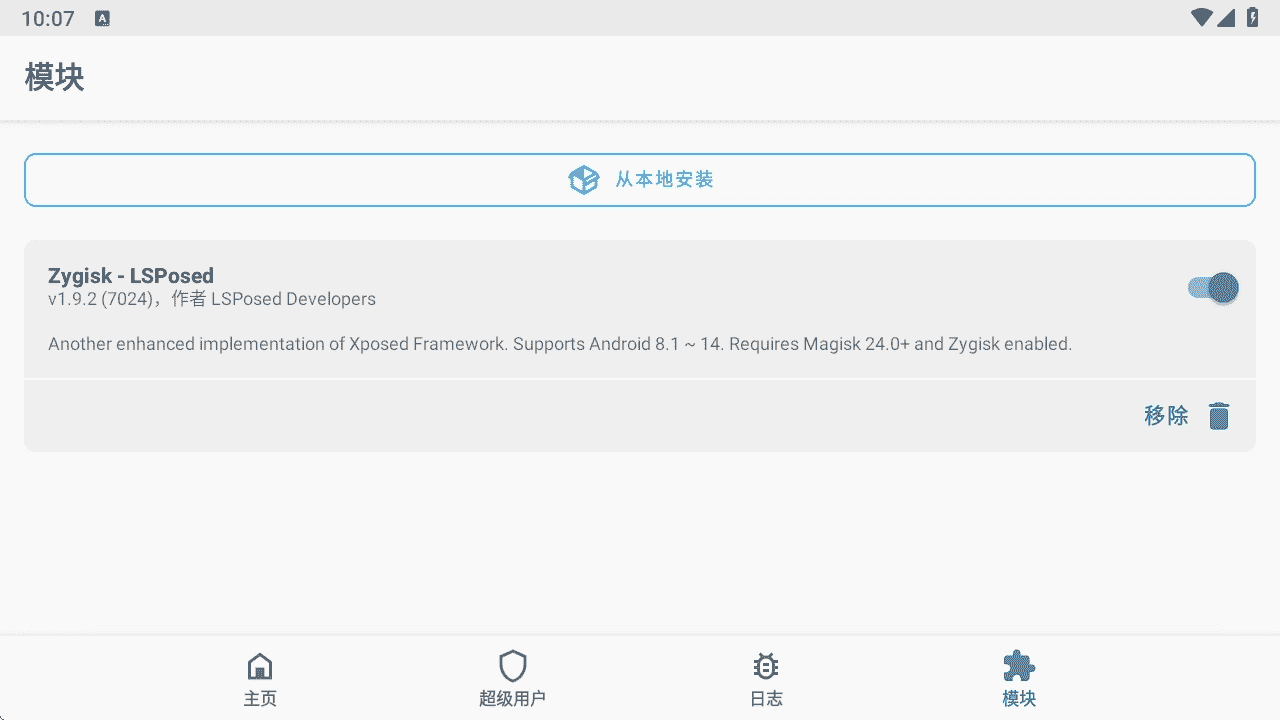 10:07
A
模块
从本地安装
Zygisk - LSPosed
v1.9.2 (7024)，作者 LSPosed Developers
Another enhanced implementation of Xposed Framework. Supports Android 8.1 ~ 14. Requires Magisk 24.0+ and Zygisk enabled.
移除
主页
超级用户
日志
模块